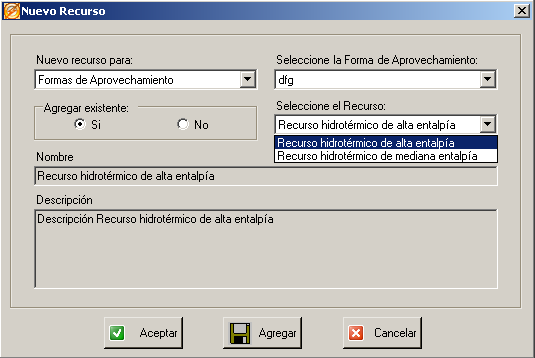 Nuevo Recurso
Nuevo recurso para:
Seleccione la Forma de Aprovechamiento:
Formas de Aprovechamiento
dfg
Agregar existente:
Si
No
Seleccione el Recurso:
Recurso hidrotérmico de alta entalpía
Recurso hidrotérmico de alta entalpía
Recurso hidrotérmico de mediana entalpía
Nombre
Recurso hidrotérmico de alta entalpía
Descripción
Descripción Recurso hidrotérmico de alta entalpía
Aceptar
Agregar
Cancelar